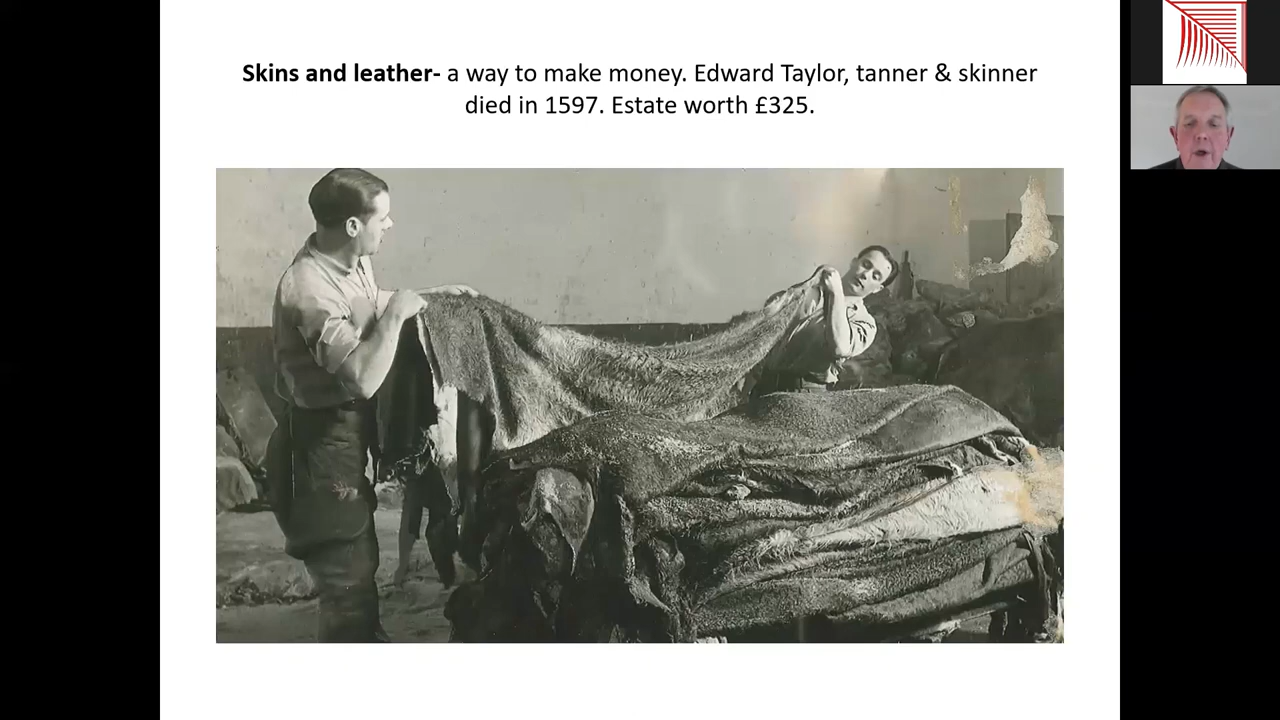 Skins and leather- a way to make money. Edward Taylor, tanner & skinner
died in 1597. Estate worth £325.